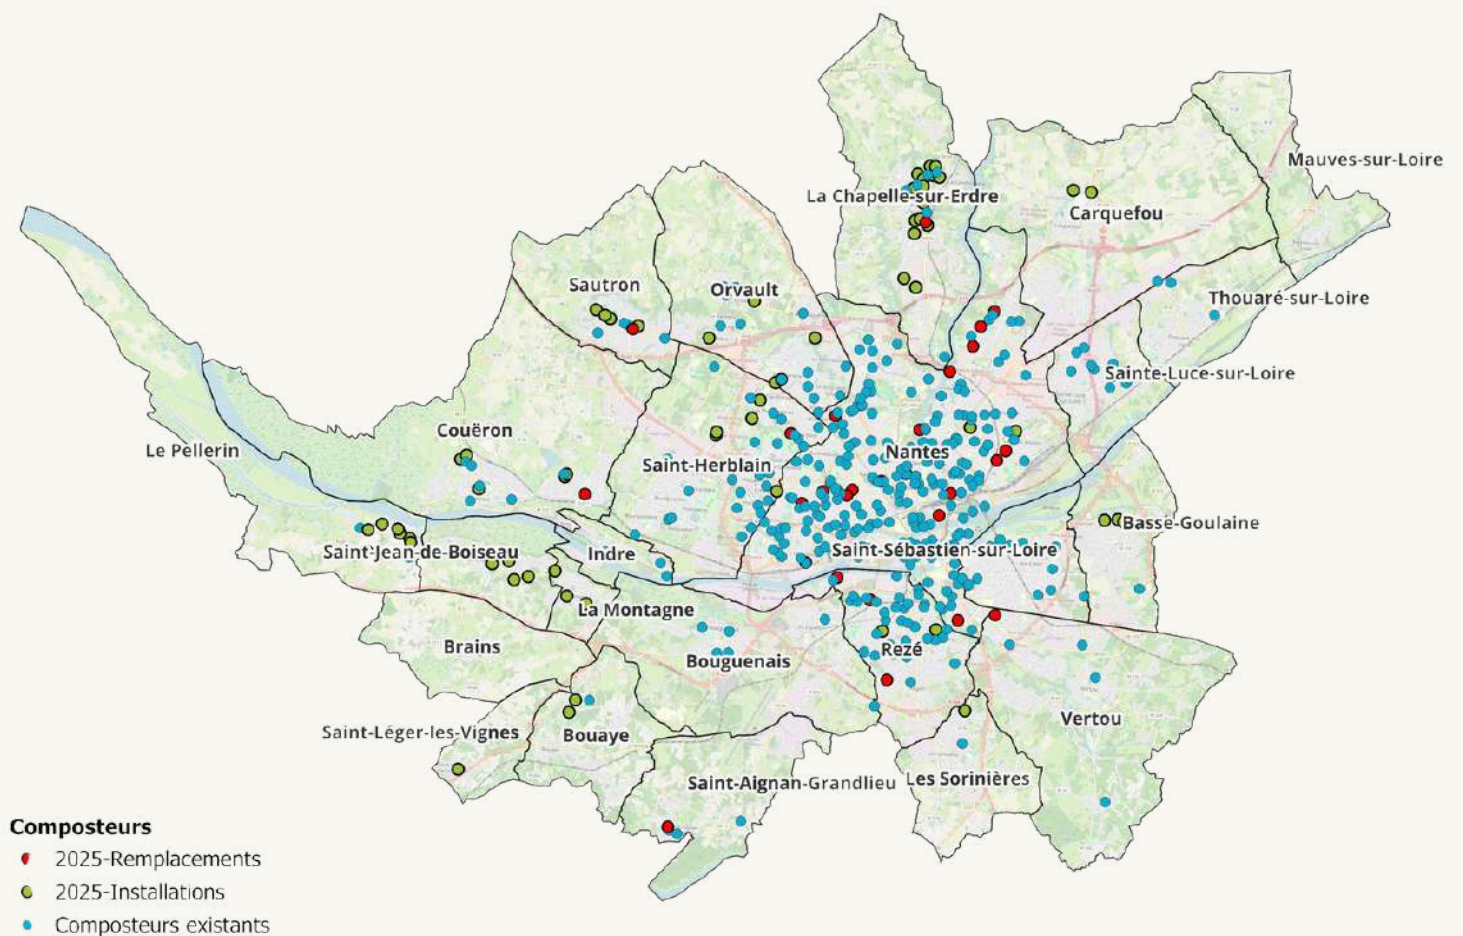 Mauves-sur-Loire
La Chapelle-sur-Erdre
Carquefou
Sautron
Orvault
Thouaré-sur-Loire
Sainte-Luce-sur-Loire
Couëron
Le Pellerin
Saint-Herblain
Nantes
Basse-Goulaine
Saint-Jean-de-Boiseau
Indre
Saint-Sébastien-sur-Loire
La Montagne
Brains
Bouguenais
Rezé
Vertou
Saint-Léger-les-Vignes
Bouaye
Saint-Aignan-Grandlieu
Les Sorinières
Composteurs
2025-Remplacements
2025-Installations
Composteurs existants